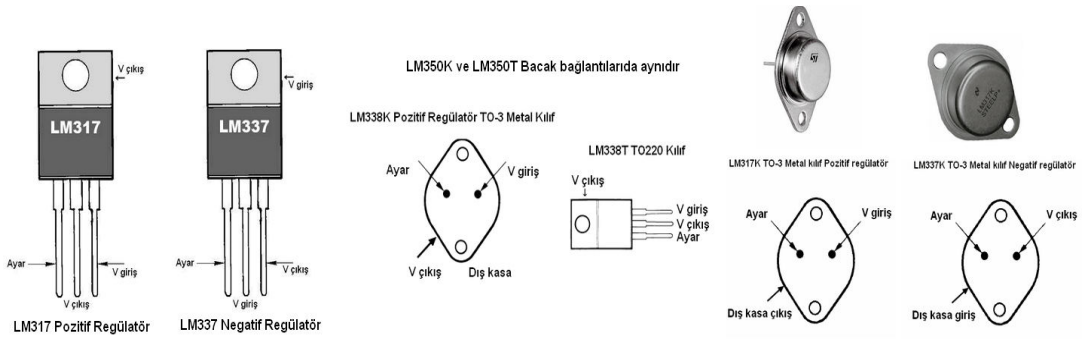 V çıkış
LM317
Ayar
V giriş
V çıkış
LM317 Pozitif Regülatör
V giriş
LM337
Ayar
V çıkış
V giriş
LM337 Negatif Regülatör
LM350K ve LM350T Bacak bağlantılarıda aynıdır
LM338K Pozitif Regülatör TO-3 Metal Kılıf
Ayar
V giriş
V çıkış
Dış kasa
LM338T TO220 Kılıf
V çıkış
V giriş
V çıkış
Ayar
LM317K TO-3 Metal kılıf Pozitif regülatör
Ayar
V giriş
Dış kasa çıkış
LM317K
STEEL
LM337K TO-3 Metal kılıf Negatif regülatör
Ayar
V çıkış
Dış kasa giriş